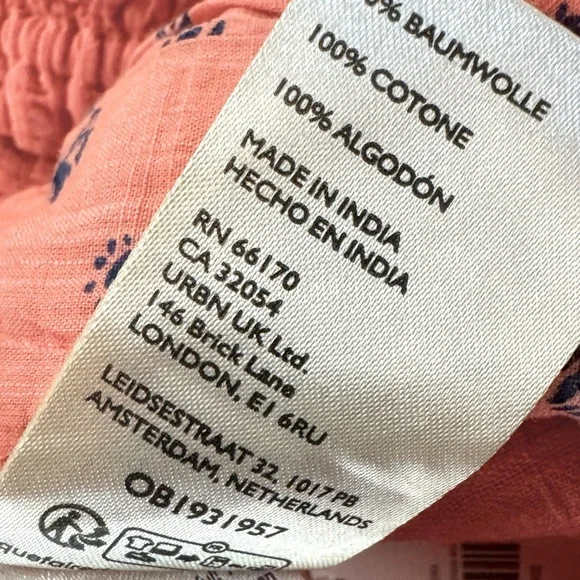 % BAUMWOLLE
100% COTONE
100% ALGODÓN
MADE IN INDIA
HECHO EN INDIA
RN 66170
CA 32054
URBN UK Ltd.
146 Brick Lane
LONDON, E1 6RU
LEIDSESTRAAT 32, 1017 PB
AMSTERDAM, NETHERLANDS
OB1931957
quefair